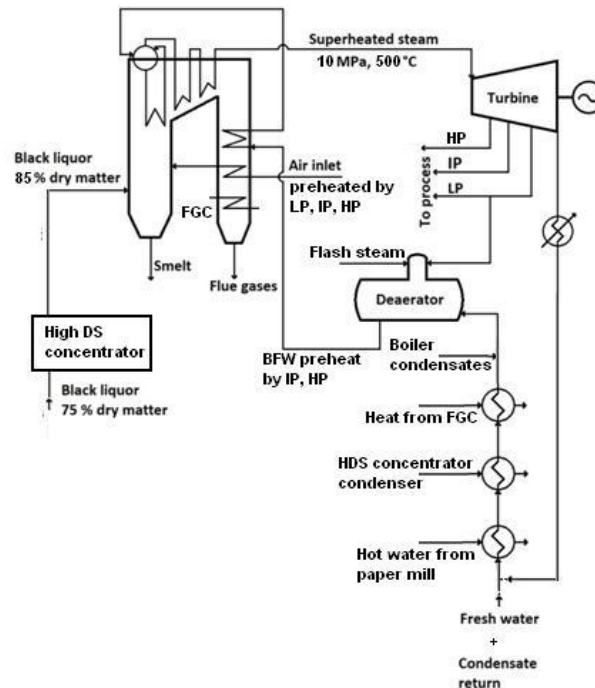 Superheated steam
10 MPa, 500°C
Turbine
HP
IP
LP
To process
Black liquor
85 % dry matter
Air inlet
preheated by
LP, IP, HP
FGC
Smelt
Flue gases
Flash steam
Deaerator
High DS
concentrator
BFW preheat
by IP, HP
Boiler
condensates
Black liquor
75 % dry matter
Heat from FGC
HDS concentrator
condenser
Hot water from
paper mill
Fresh water
+
Condensate
return